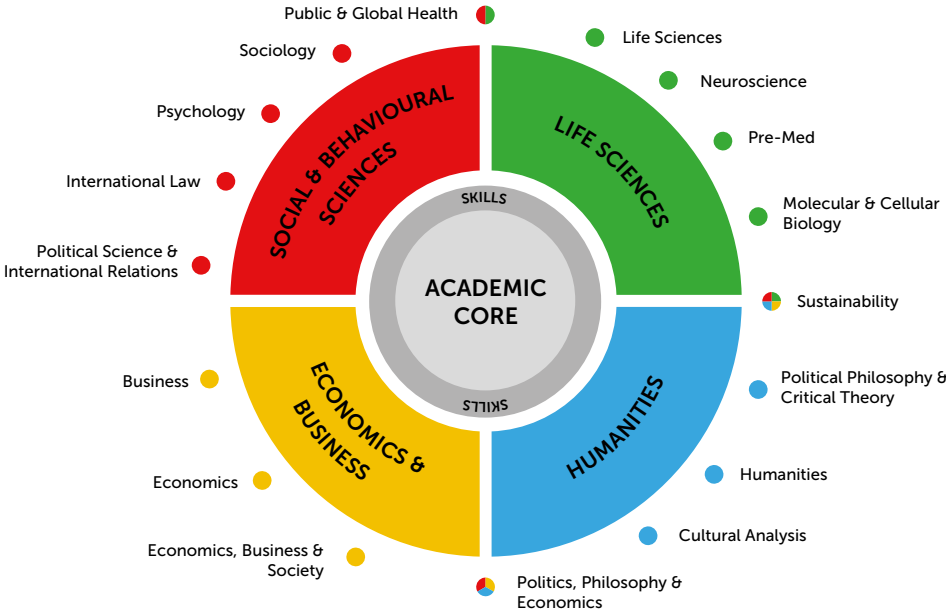 Public & Global Health
Life Sciences
Sociology
Neuroscience
Psychology
Pre-Med
International Law
Molecular & Cellular
Biology
Political Science &
International Relations
Sustainability
SOCIAL & BEHAVIOURAL
SCIENCES
LIFE SCIENCES
SKILLS
ACADEMIC
CORE
SKILLS
ECONOMICS &
BUSINESS
HUMANITIES
Business
Political Philosophy &
Critical Theory
Economics
Humanities
Economics, Business &
Society
Cultural Analysis
Politics, Philosophy &
Economics